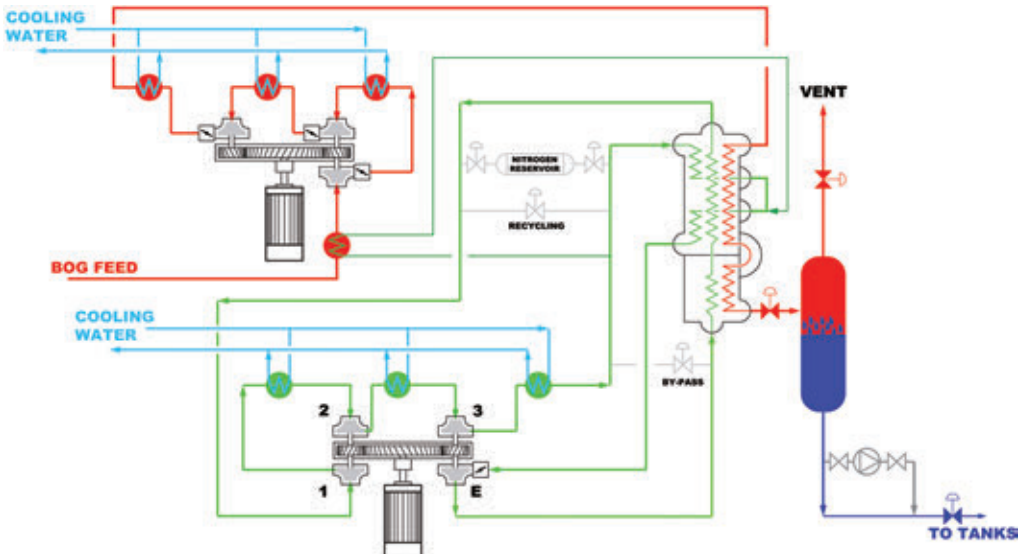 COOLING
WATER
VENT
NITROGEN
RESERVOIR
RECYCLING
BOG FEED
COOLING
WATER
BY-PASS
2
3
1
E
TO TANKS